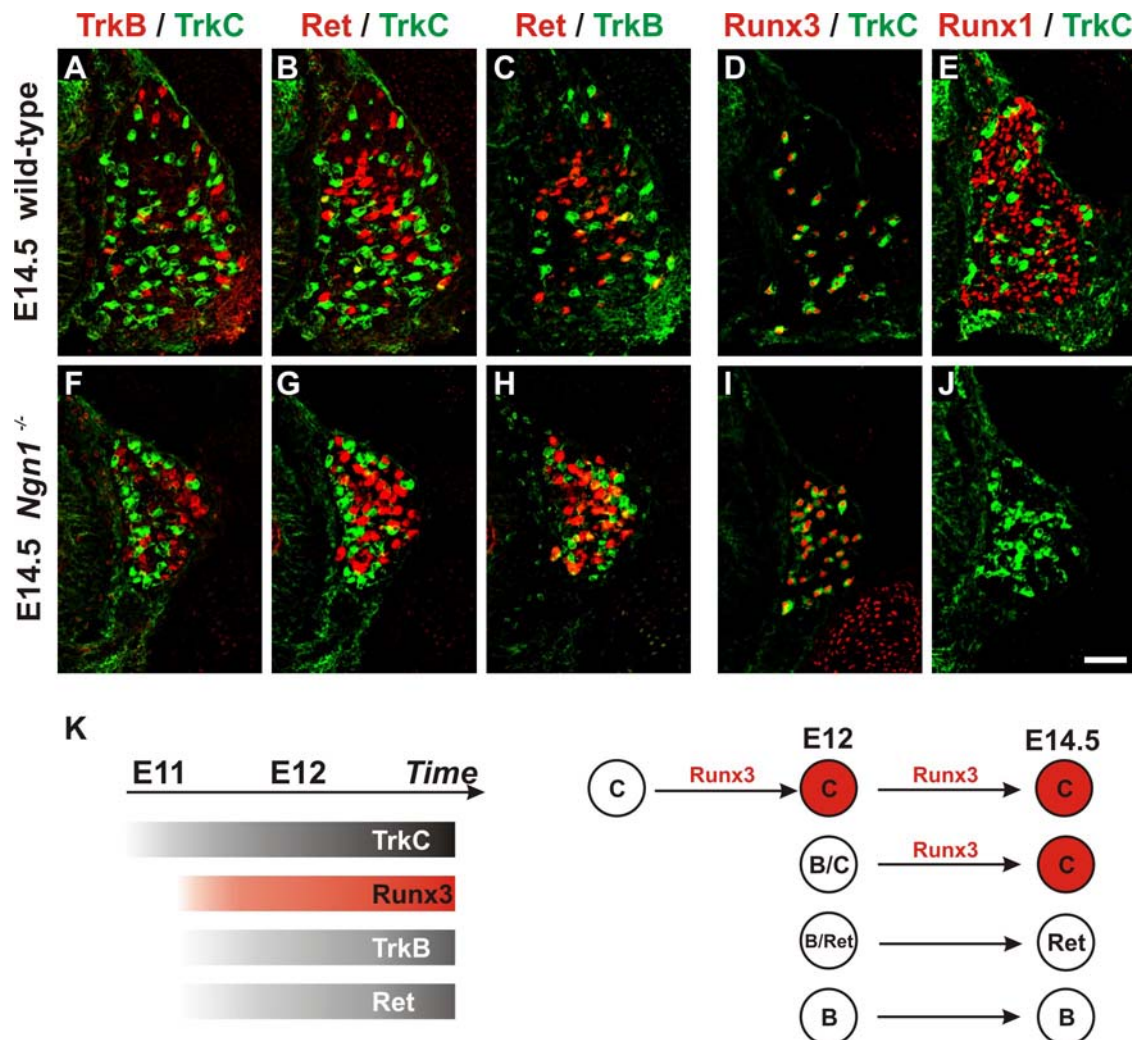 TrkB / TrkC Ret / TrkC Ret / TrkB Runx3 / TrkC Runx1 / TrkC
E14.5 wild-type
A B C D E
E14.5 Ngn1 -/-
F G H I J
K
E11 E12 Time
TrkC
Runx3
TrkB
Ret
E12 E14.5
C Runx3 C Runx3 C
B/C Runx3 C
B/Ret Ret
B B